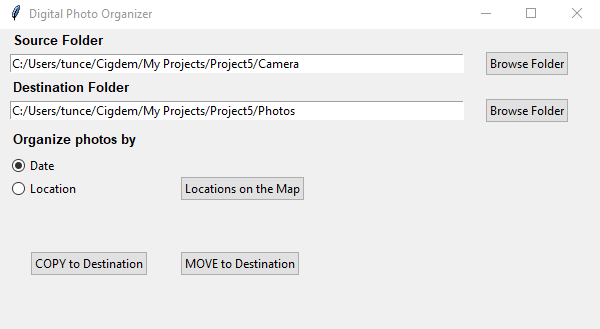 Digital Photo Organizer
Source Folder
C:/Users/tunce/Cigdem/My Projects/Project5/Camera
Browse Folder
Destination Folder
C:/Users/tunce/Cigdem/My Projects/Project5/Photos
Browse Folder
Organize photos by
Date
Location
Locations on the Map
COPY to Destination
MOVE to Destination